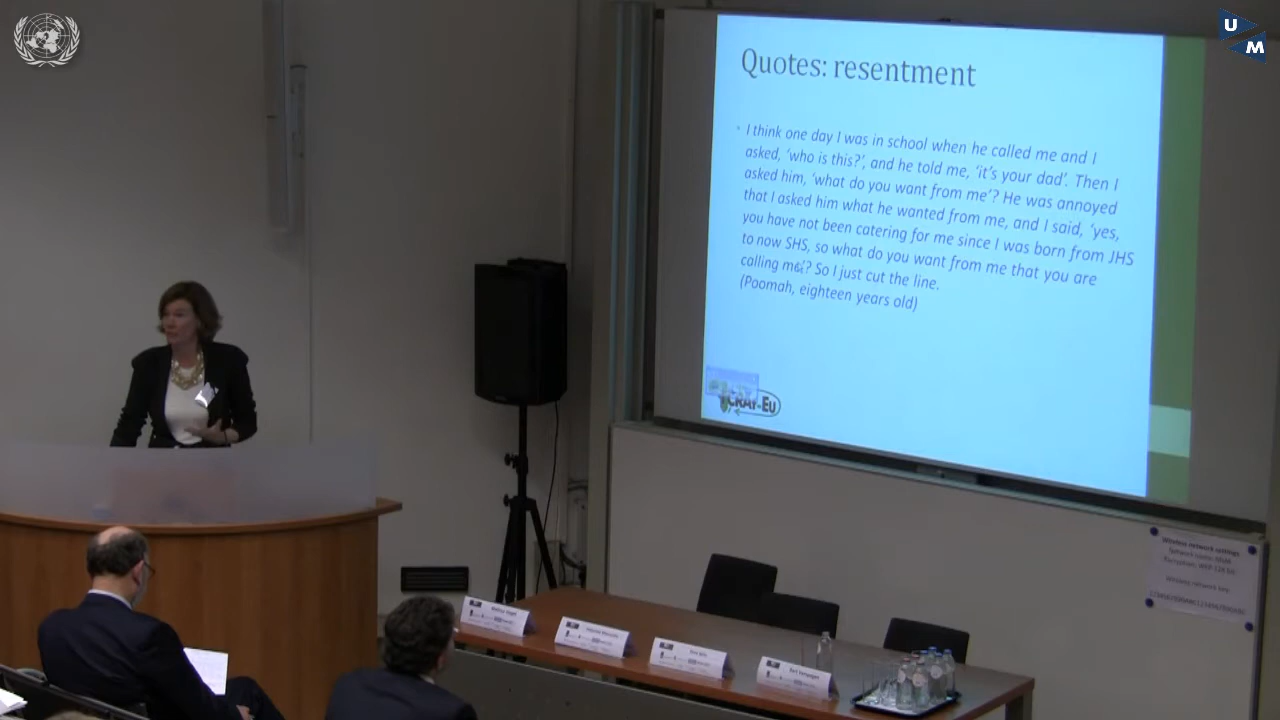 U
M
Quotes: resentment
• I think one day I was in school when he called me and I
asked, ‘who is this?’, and he told me, ‘it’s your dad’. Then I
asked him, ‘what do you want from me’? He was annoyed
that I asked him what he wanted from me, and I said, ‘yes,
you have not been catering for me since I was born from JHS
to now SHS, so what do you want from me that you are
calling me’? So I just cut the line.
(Poomah, eighteen years old)
-Eu
Wireless network settings